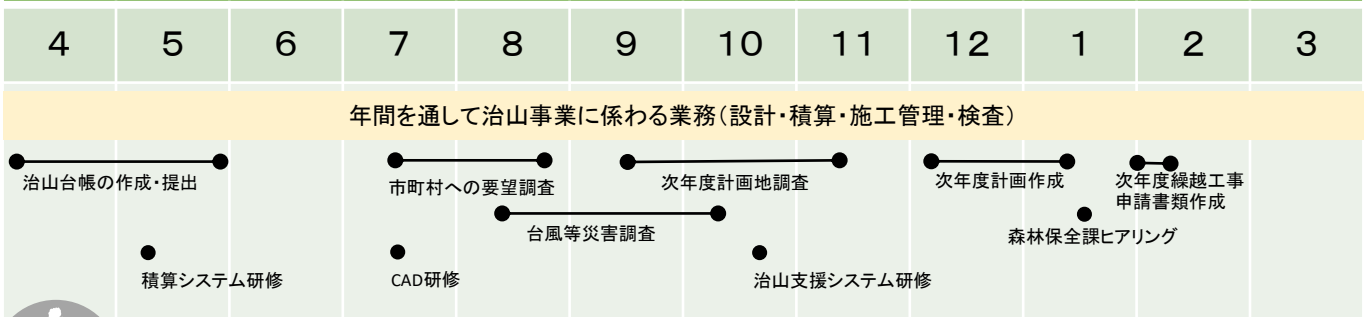 4 5 6 7 8 9 10 11 12 1 2 3
年間を通して治山事業に係わる業務(設計・積算・施工管理・検査)
治山台帳の作成・提出
市町村への要望調査
次年度計画地調査
次年度計画作成
次年度繰越工事
申請書類作成
台風等災害調査
森林保全課ヒアリング
積算システム研修
CAD研修
治山支援システム研修